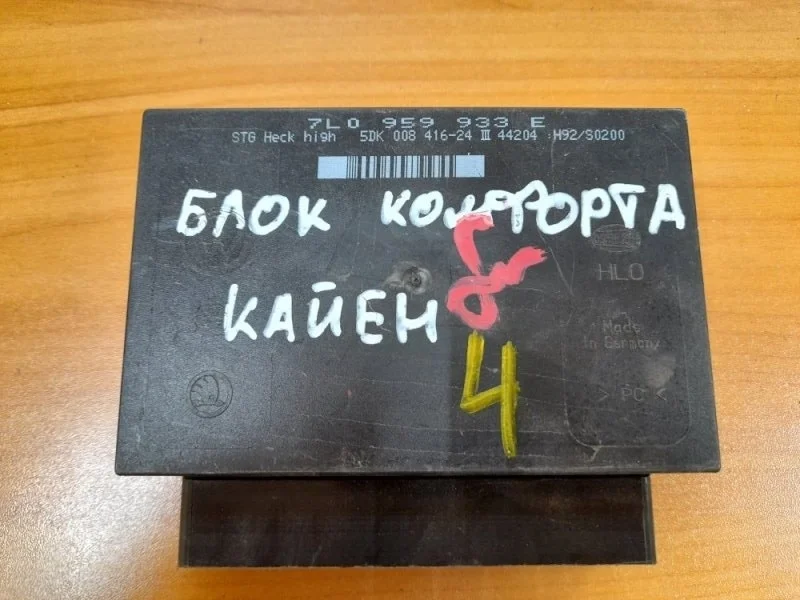 7L0 959 933 E
STG Heck high 5DK 008 416-24 III 44204 H92/S0200
БЛОК КОМФОРТА
HLO
КАЙЕН
Made
in Germany
4
> PC <